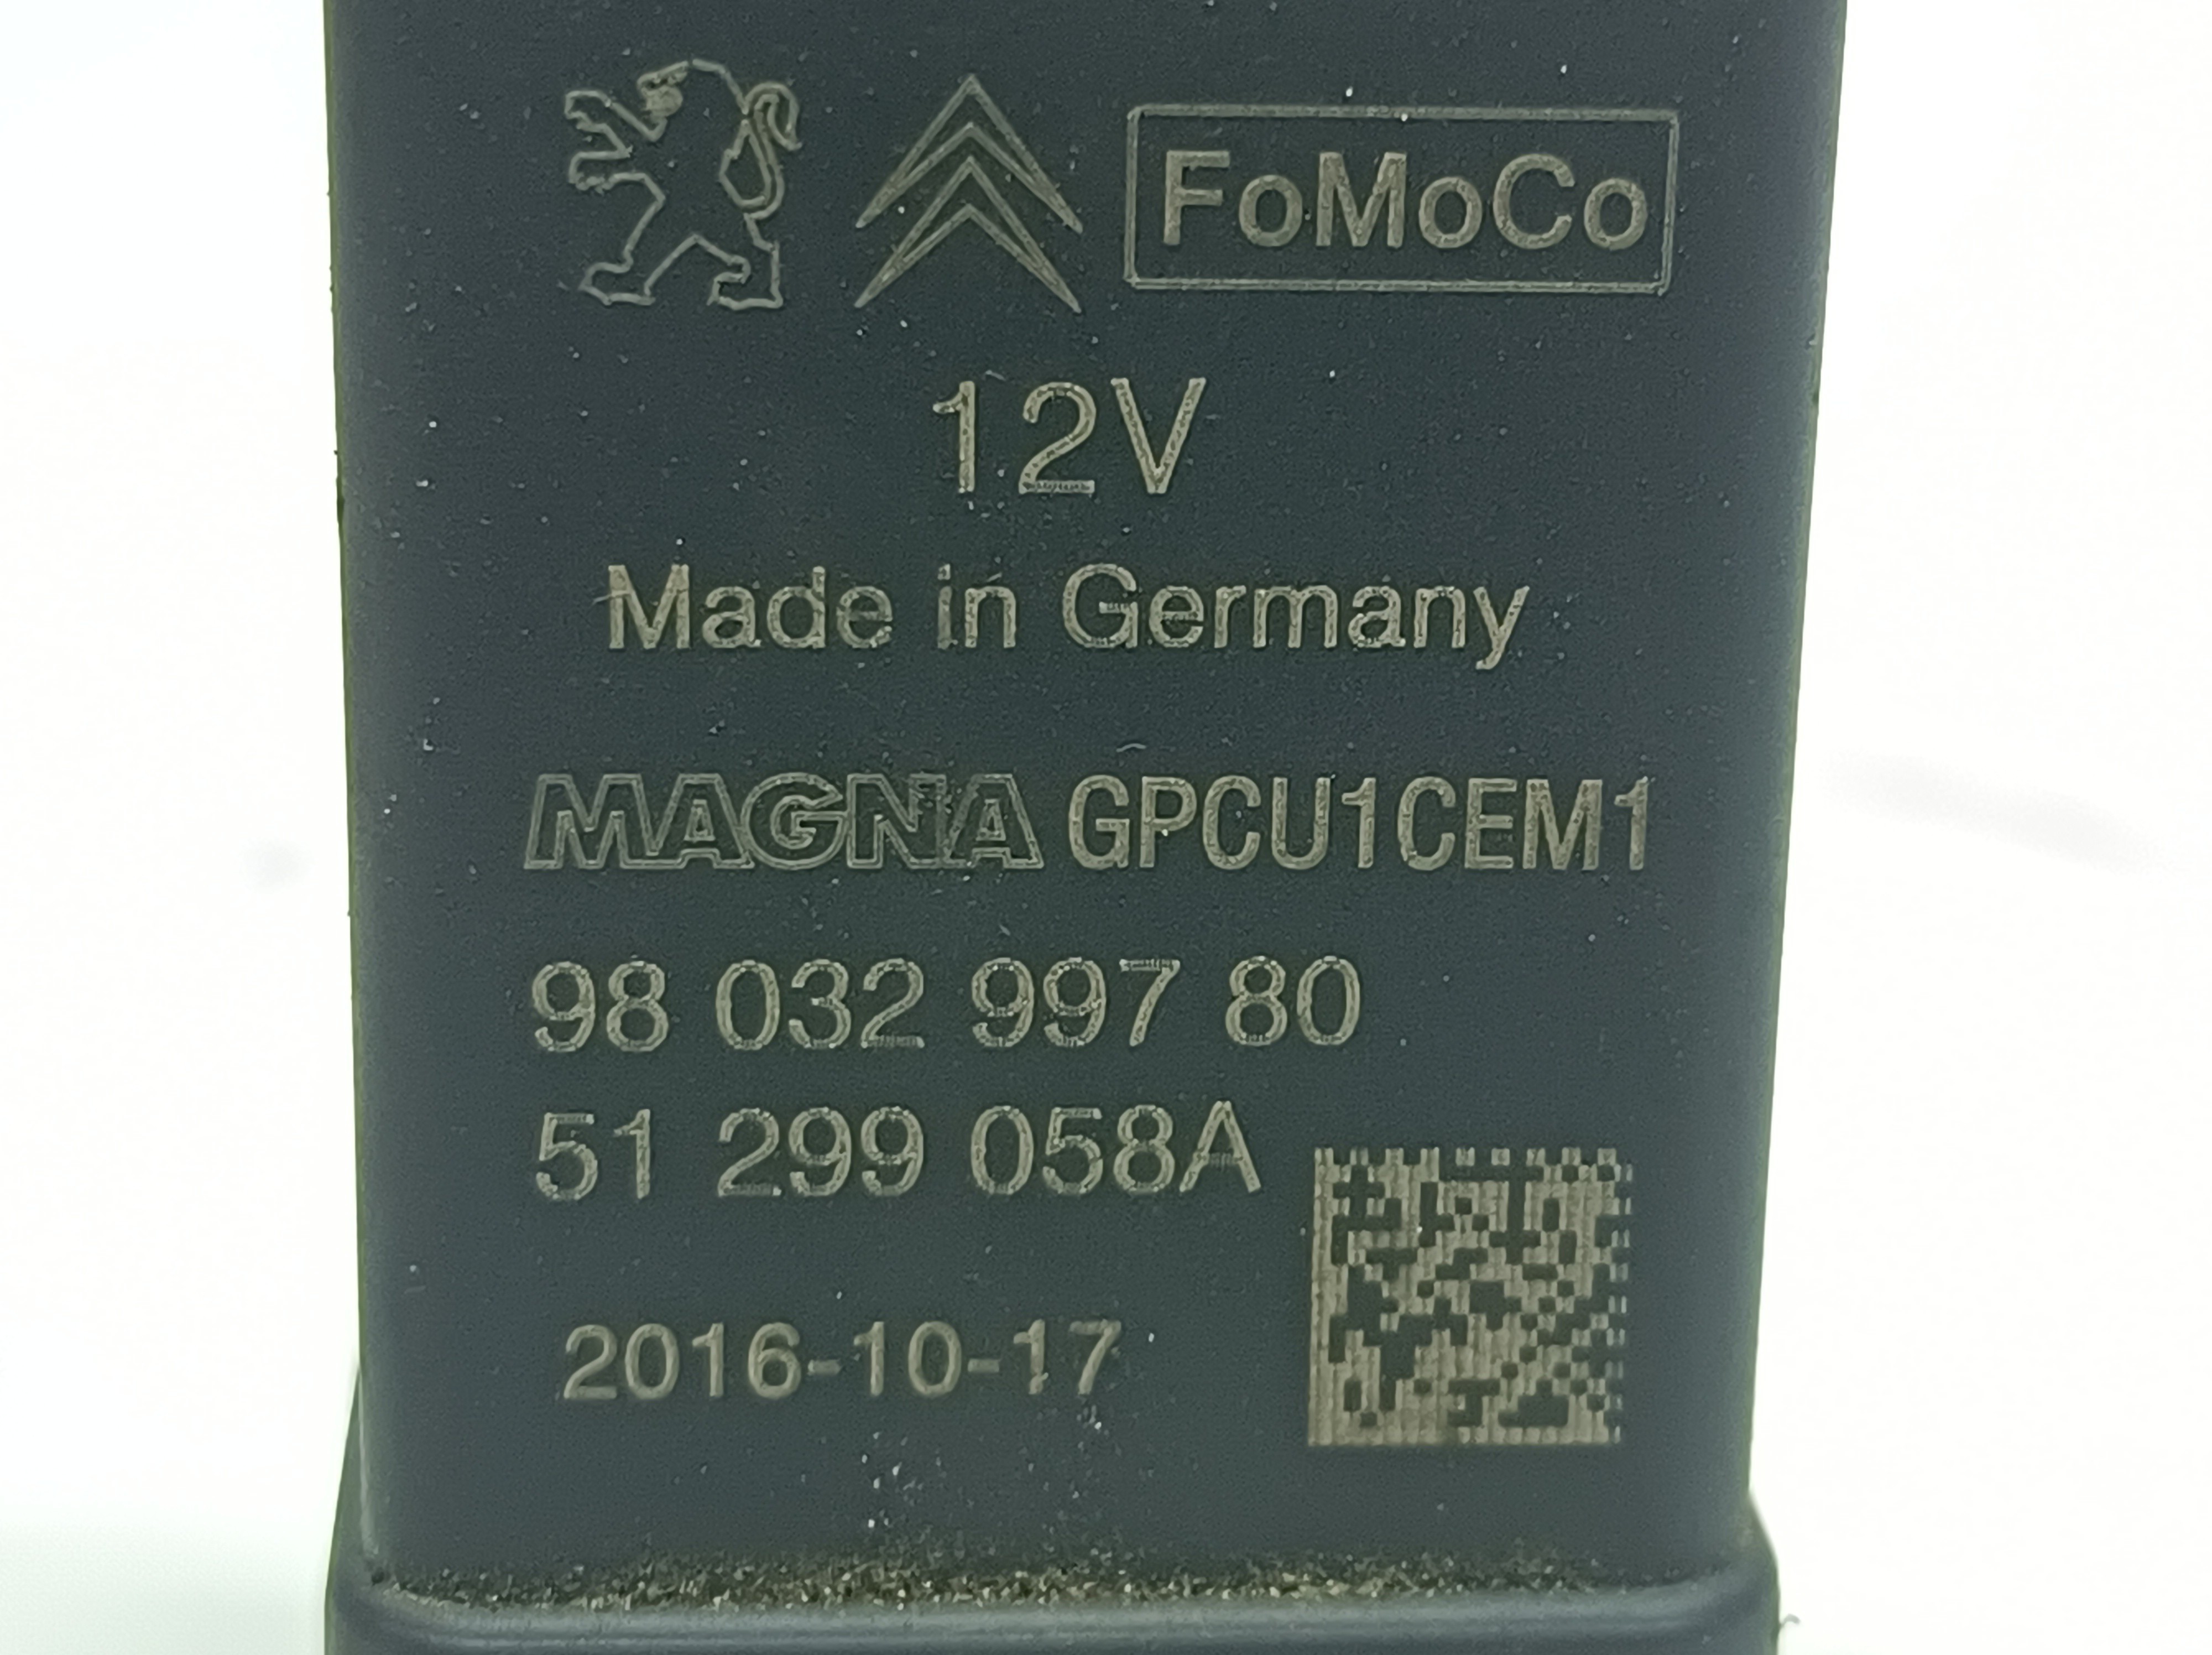 FoMoCo
12V
Made in Germany
MAGNA GPCU1CEM1
98 032 997 80
51 299 058A
2016-10-17